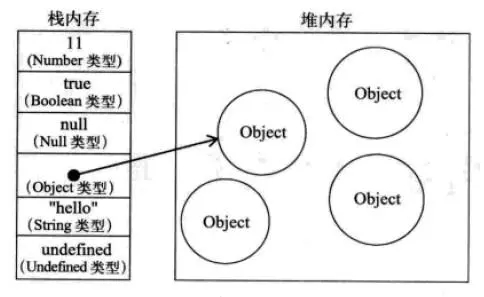 栈内存
11
(Number 类型)
true
(Boolean 类型)
null
(Null 类型)
(Object 类型)
"hello"
(String 类型)
undefined
(Undefined 类型)
堆内存
Object
Object
Object
Object